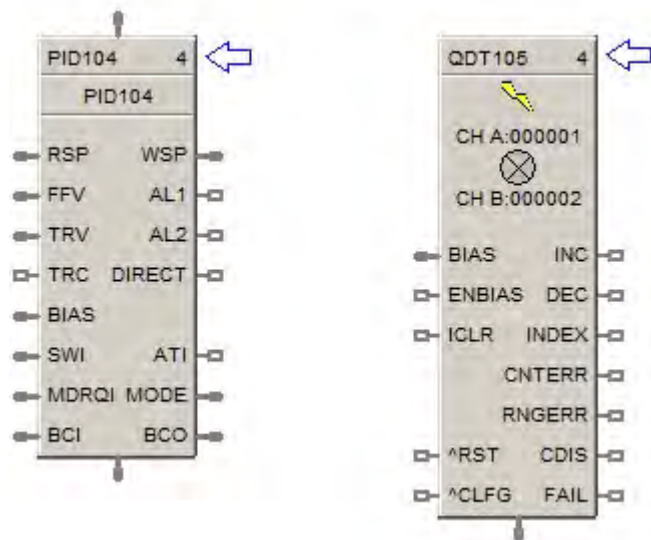 PID104 4
PID104
RSP WSP
FFV AL1
TRV AL2
TRC DIRECT
BIAS
SWI ATI
MDRQI MODE
BCI BCO
QDT105 4
CH A:000001
CH B:000002
BIAS INC
ENBIAS DEC
ICLR INDEX
CNTERR
RNGERR
^RST CDIS
^CLFG FAIL